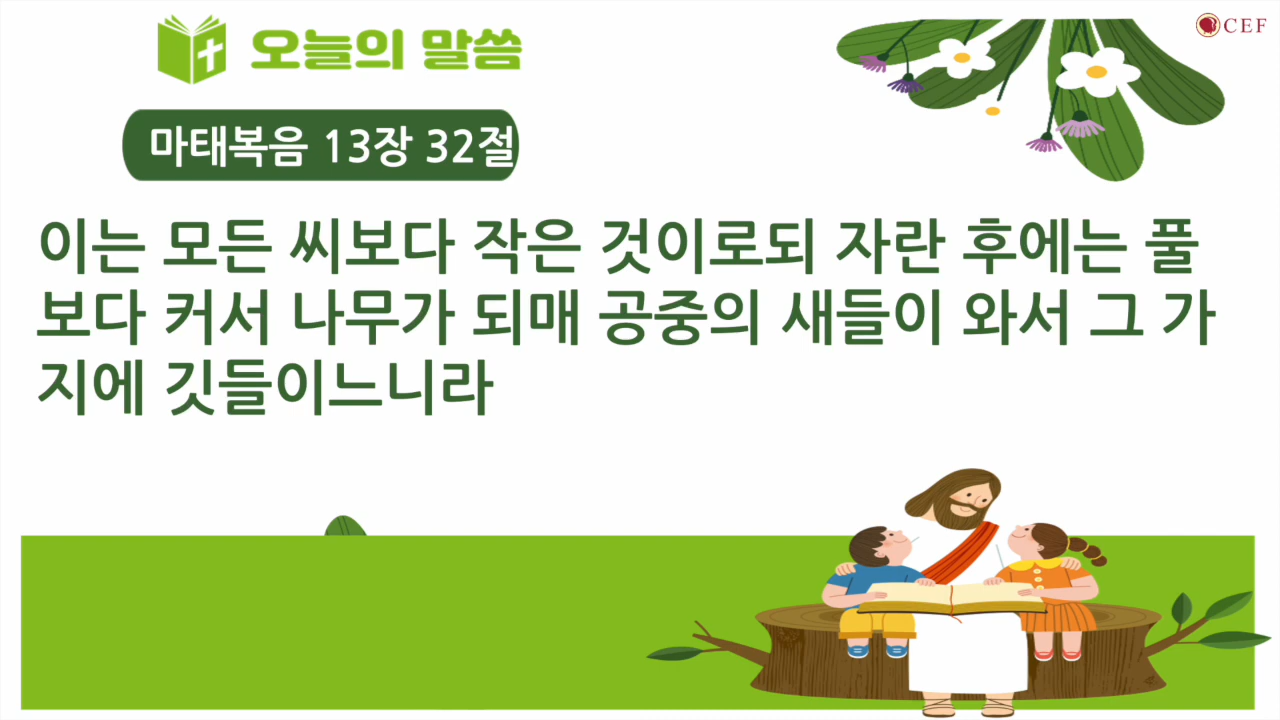 오늘의 말씀
CEF
마태복음 13장 32절
이는 모든 씨보다 작은 것이로되 자란 후에는 풀
보다 커서 나무가 되매 공중의 새들이 와서 그 가
지에 깃들이느니라